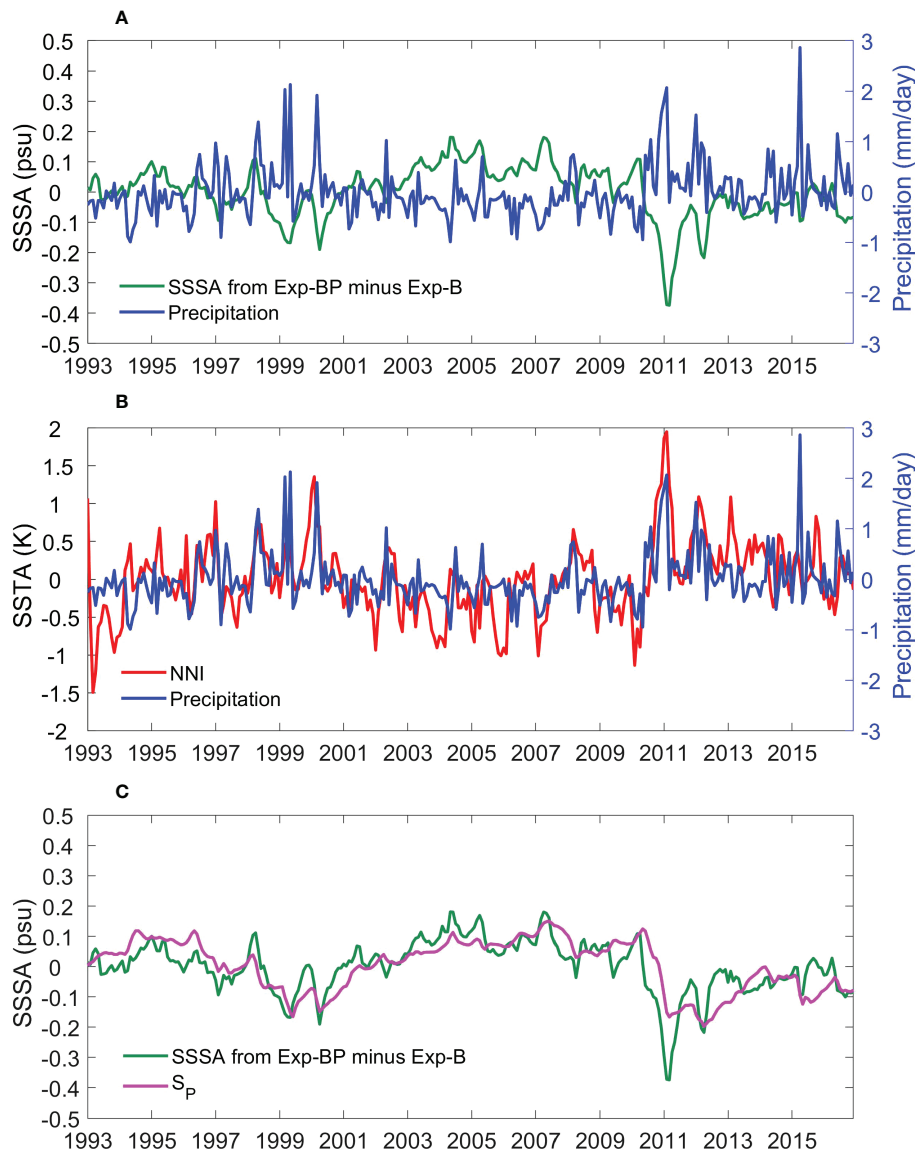 A
0.5
0.4
0.3
0.2
0.1
0
-0.1
-0.2
-0.3
-0.4
-0.5
SSSA (psu)
3
2
1
0
-1
-2
-3
Precipitation (mm/day)
SSSA from Exp-BP minus Exp-B
Precipitation
1993 1995 1997 1999 2001 2003 2005 2007 2009 2011 2013 2015
B
2
1.5
1
0.5
0
-0.5
-1
-1.5
-2
SSTA (K)
3
2
1
0
-1
-2
-3
Precipitation (mm/day)
NNI
Precipitation
1993 1995 1997 1999 2001 2003 2005 2007 2009 2011 2013 2015
C
0.5
0.4
0.3
0.2
0.1
0
-0.1
-0.2
-0.3
-0.4
-0.5
SSSA (psu)
SSSA from Exp-BP minus Exp-B
S_P
1993 1995 1997 1999 2001 2003 2005 2007 2009 2011 2013 2015